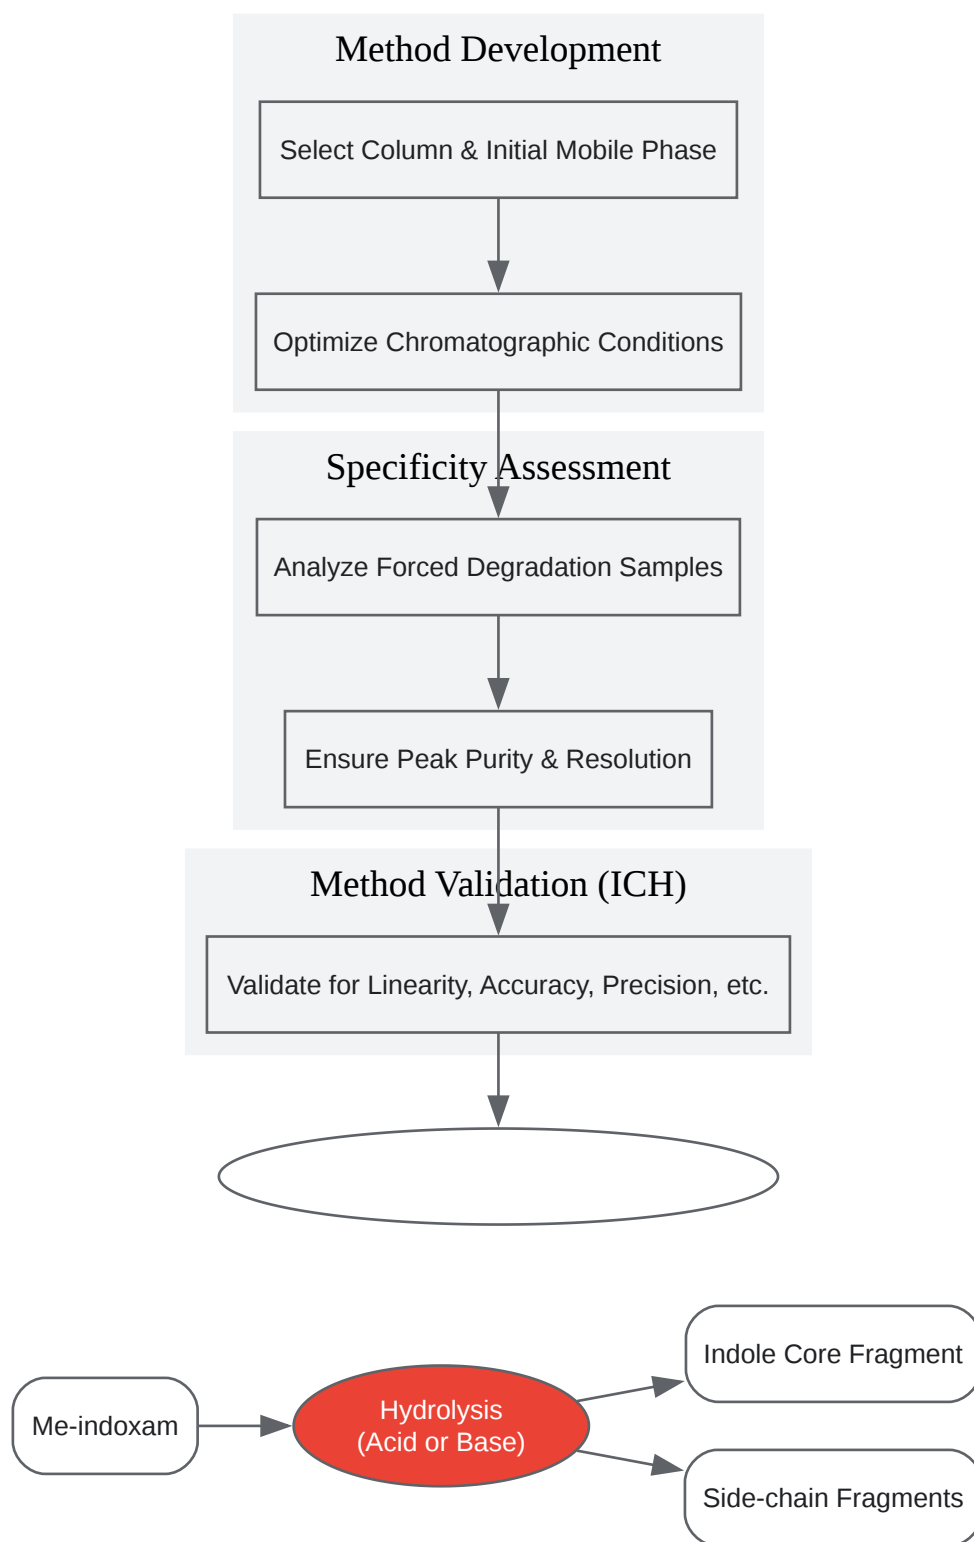 Method Development
Select Column & Initial Mobile Phase
Optimize Chromatographic Conditions
Specificity Assessment
Analyze Forced Degradation Samples
Ensure Peak Purity & Resolution
Method Validation (ICH)
Validate for Linearity, Accuracy, Precision, etc.
Me-indoxam
Hydrolysis
(Acid or Base)
Indole Core Fragment
Side-chain Fragments